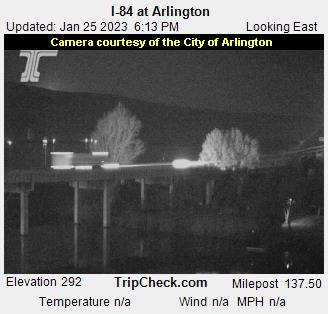 I-84 at Arlington
Updated: Jan 25 2023 6:13 PM Looking East
Camera courtesy of the City of Arlington
Elevation 292 TripCheck.com Milepost 137.50
Temperature n/a Wind n/a MPH n/a